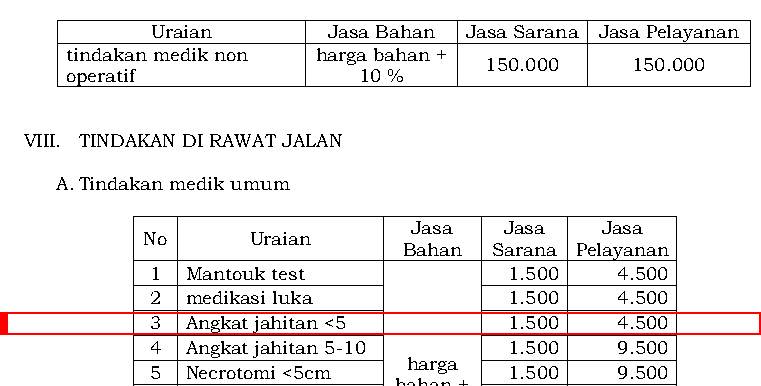 Uraian Jasa Bahan Jasa Sarana Jasa Pelayanan
tindakan medik non operatif harga bahan + 10 % 150.000 150.000
VIII. TINDAKAN DI RAWAT JALAN
A. Tindakan medik umum
No Uraian Jasa Bahan Jasa Sarana Jasa Pelayanan
1 Mantouk test 1.500 4.500
2 medikasi luka 1.500 4.500
3 Angkat jahitan <5 1.500 4.500
4 Angkat jahitan 5-10 1.500 9.500
5 Necrotomi <5cm 1.500 9.500
harga
bahan +